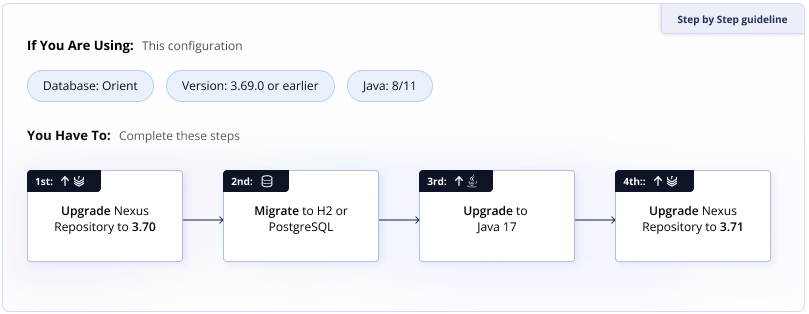 Step by Step guideline
If You Are Using: This configuration
Database: Orient
Version: 3.69.0 or earlier
Java: 8/11
You Have To: Complete these steps
1st:
Upgrade Nexus
Repository to 3.70
2nd:
Migrate to H2 or
PostgreSQL
3rd:
Upgrade to
Java 17
4th::
Upgrade Nexus
Repository to 3.71